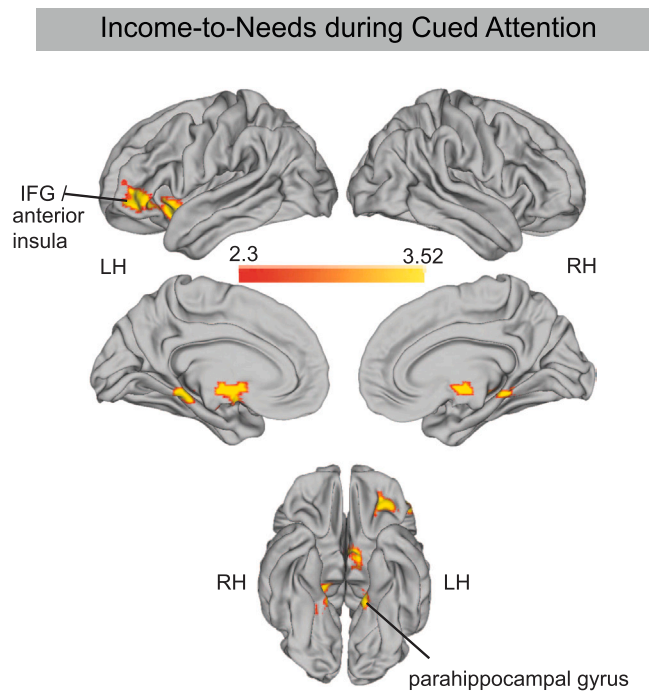 Income-to-Needs during Cued Attention
IFG /
anterior
insula
2.3
3.52
LH
RH
RH
LH
parahippocampal gyrus